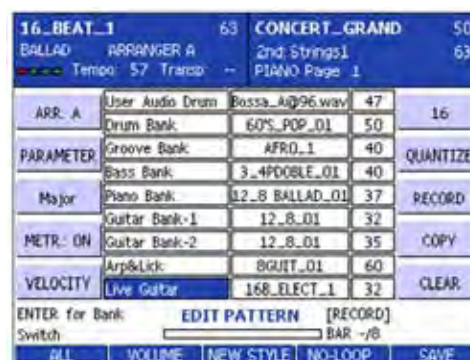 16_BEAT_1 63 CONCERT_GRAND 50
BALLAD ARRANGER A 2nd: Strings1 63
Tempo: 57 Transp: -- PIANO Page 1
ARR. A User Audio Drum Bossa_A@96.wav 47 16
Drum Bank 60'S_POP_01 50
PARAMETER Groove Bank AFRO_1 40 QUANTIZE
Bass Bank 3_4PDOBLE_01 40
Major Piano Bank 12_8 BALLAD_01 37 RECORD
Guitar Bank-1 12_8_01 32
METR.: ON Guitar Bank-2 12_8_01 35 COPY
Arp&Lick 8GUIT_01 60
VELOCITY Live Guitar 168_ELECT_1 32 CLEAR
ENTER for Bank EDIT PATTERN [RECORD]
Switch BAR -/8
ALL VOLUME NEW STYLE NO-LOOP SAVE